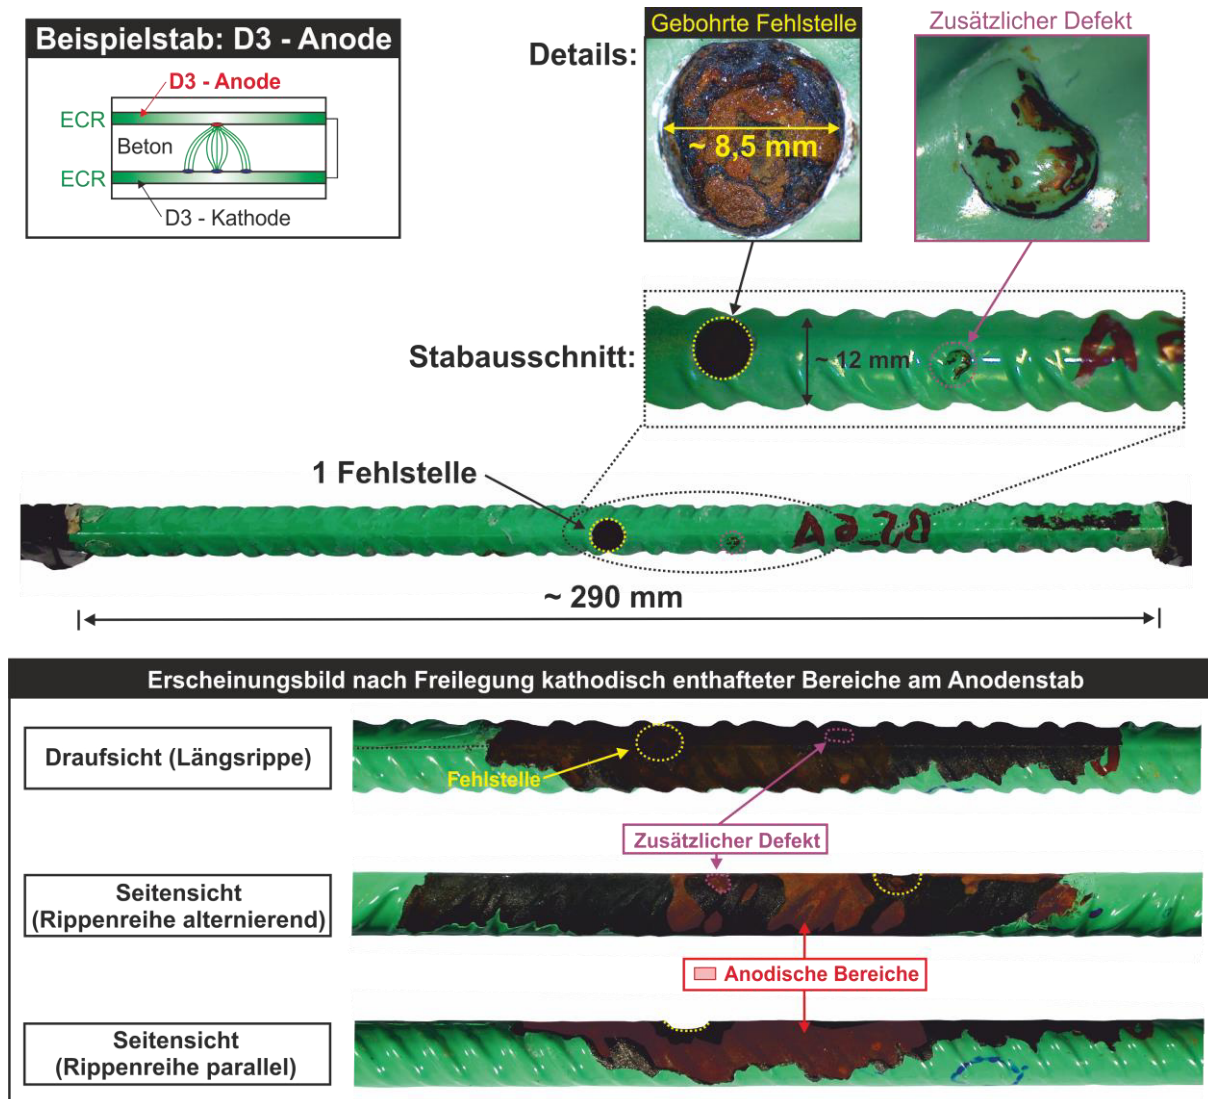 Beispielstab: D3 - Anode
D3 - Anode
ECR
Beton
ECR
D3 - Kathode
Details:
Gebohrte Fehlstelle
Zusätzlicher Defekt
~ 8,5 mm
Stabausschnitt:
~ 12 mm
A
1 Fehlstelle
~ 290 mm
Erscheinungsbild nach Freilegung kathodisch enthafteter Bereiche am Anodenstab
Draufsicht (Längsrippe)
Fehlstelle
Zusätzlicher Defekt
Seitensicht
(Rippenreihe alternierend)
Anodische Bereiche
Seitensicht
(Rippenreihe parallel)